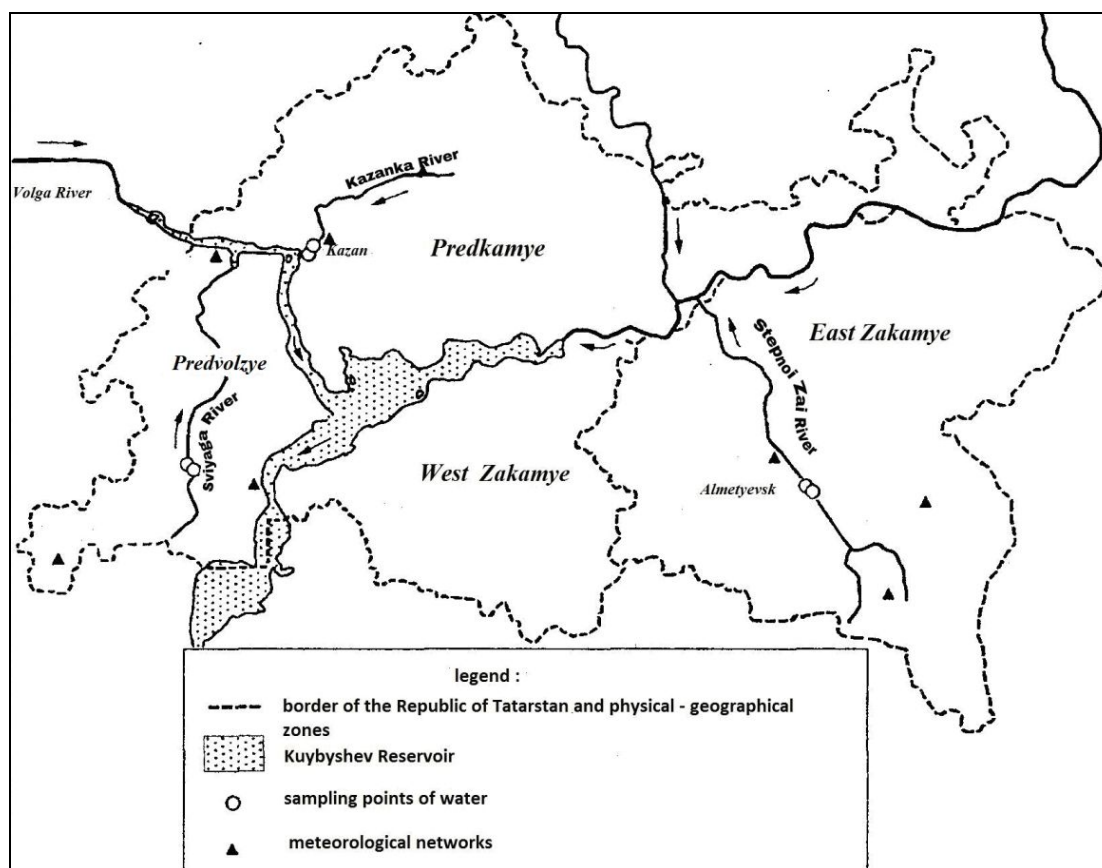 Volga River
Kazanka River
Kazan
Predkamye
Predvolzye
Sviyaga River
West Zakamye
East Zakamye
Stepnoi Zai River
Almetyevsk
legend :
border of the Republic of Tatarstan and physical - geographical
zones
Kuybyshev Reservoir
sampling points of water
meteorological networks